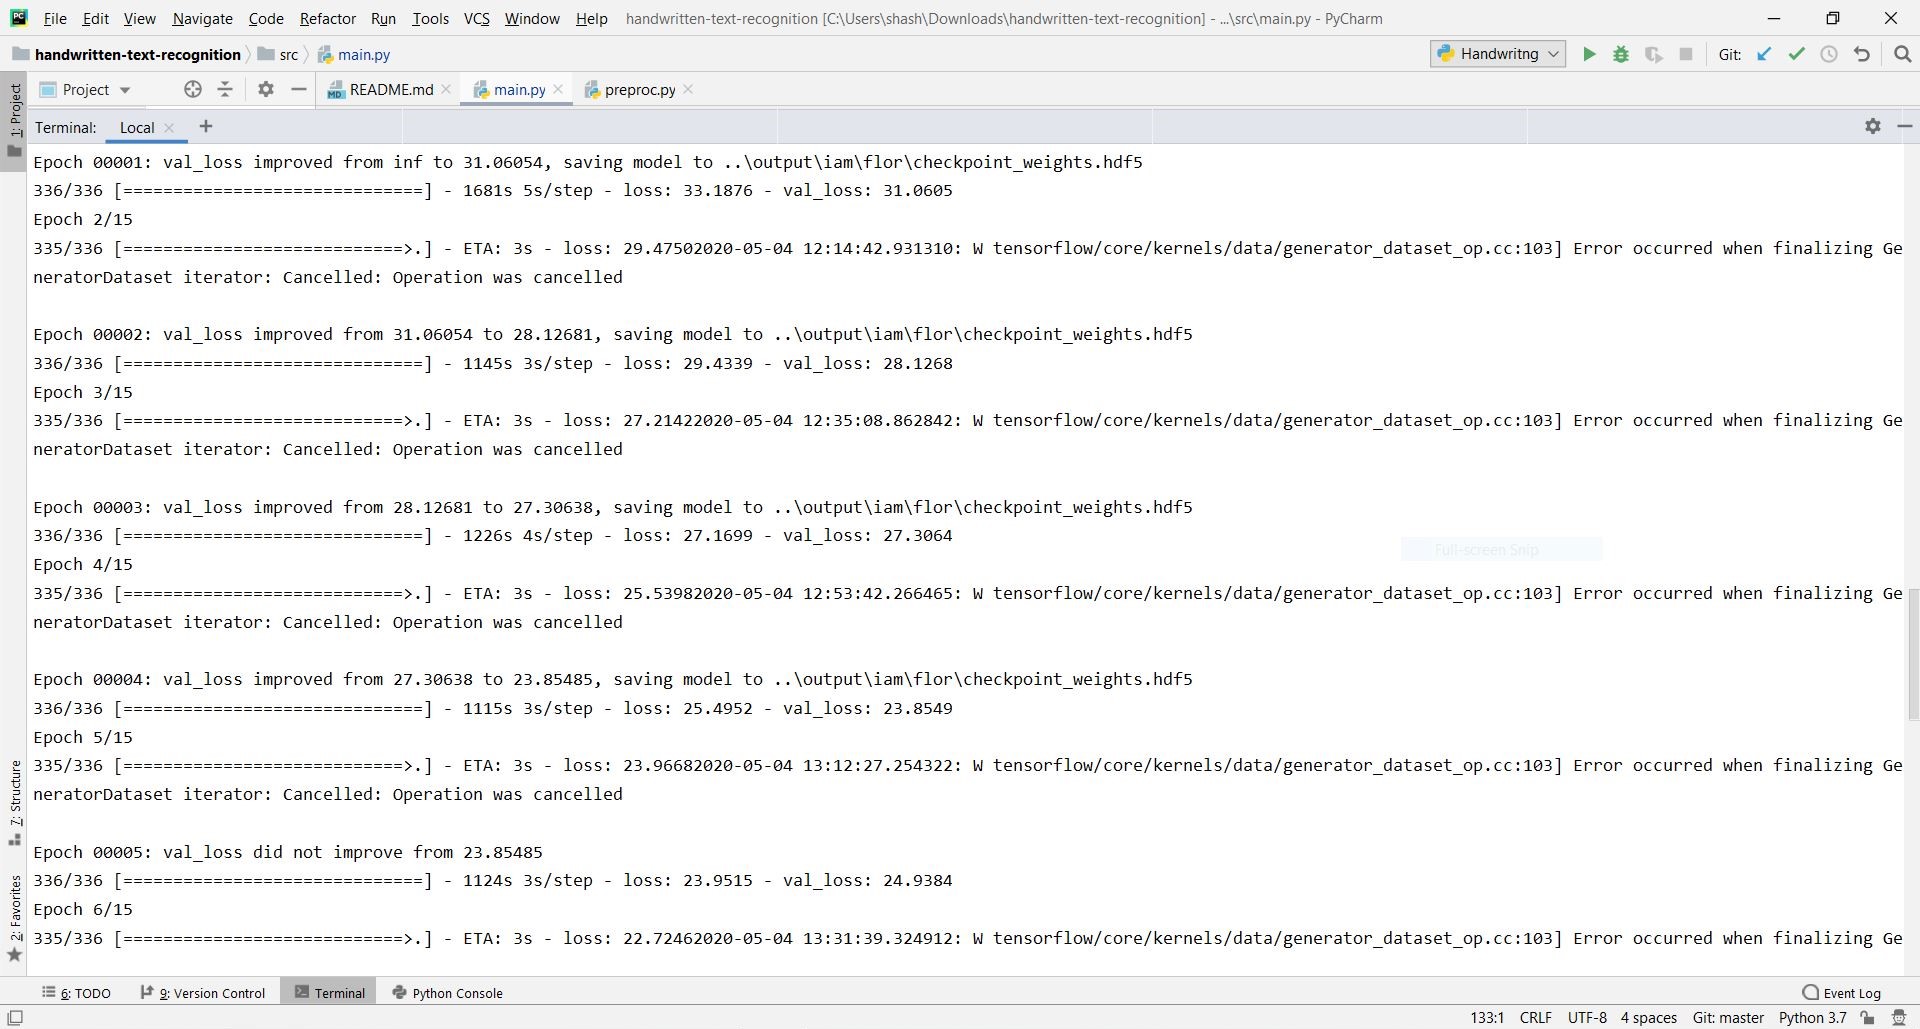 File Edit View Navigate Code Refactor Run Tools VCS Window Help handwritten-text-recognition [C:\Users\shash\Downloads\handwritten-text-recognition] - ...\src\main.py - PyCharm
handwritten-text-recognition src main.py Handwritng Git:
1: Project Project README.md main.py preproc.py
Terminal: Local
Epoch 00001: val_loss improved from inf to 31.06054, saving model to ..\output\iam\flor\checkpoint_weights.hdf5
336/336 [==============================] - 1681s 5s/step - loss: 33.1876 - val_loss: 31.0605
Epoch 2/15
335/336 [============================>.] - ETA: 3s - loss: 29.47502020-05-04 12:14:42.931310: W tensorflow/core/kernels/data/generator_dataset_op.cc:103] Error occurred when finalizing Ge
neratorDataset iterator: Cancelled: Operation was cancelled
Epoch 00002: val_loss improved from 31.06054 to 28.12681, saving model to ..\output\iam\flor\checkpoint_weights.hdf5
336/336 [==============================] - 1145s 3s/step - loss: 29.4339 - val_loss: 28.1268
Epoch 3/15
335/336 [============================>.] - ETA: 3s - loss: 27.21422020-05-04 12:35:08.862842: W tensorflow/core/kernels/data/generator_dataset_op.cc:103] Error occurred when finalizing Ge
neratorDataset iterator: Cancelled: Operation was cancelled
Epoch 00003: val_loss improved from 28.12681 to 27.30638, saving model to ..\output\iam\flor\checkpoint_weights.hdf5
336/336 [==============================] - 1226s 4s/step - loss: 27.1699 - val_loss: 27.3064
Full-screen Snip
Epoch 4/15
335/336 [============================>.] - ETA: 3s - loss: 25.53982020-05-04 12:53:42.266465: W tensorflow/core/kernels/data/generator_dataset_op.cc:103] Error occurred when finalizing Ge
neratorDataset iterator: Cancelled: Operation was cancelled
Epoch 00004: val_loss improved from 27.30638 to 23.85485, saving model to ..\output\iam\flor\checkpoint_weights.hdf5
336/336 [==============================] - 1115s 3s/step - loss: 25.4952 - val_loss: 23.8549
Epoch 5/15
335/336 [============================>.] - ETA: 3s - loss: 23.96682020-05-04 13:12:27.254322: W tensorflow/core/kernels/data/generator_dataset_op.cc:103] Error occurred when finalizing Ge
neratorDataset iterator: Cancelled: Operation was cancelled
7: Structure
Epoch 00005: val_loss did not improve from 23.85485
336/336 [==============================] - 1124s 3s/step - loss: 23.9515 - val_loss: 24.9384
Epoch 6/15
2: Favorites
335/336 [============================>.] - ETA: 3s - loss: 22.72462020-05-04 13:31:39.324912: W tensorflow/core/kernels/data/generator_dataset_op.cc:103] Error occurred when finalizing Ge
6: TODO 9: Version Control Terminal Python Console Event Log
133:1 CRLF UTF-8 4 spaces Git: master Python 3.7